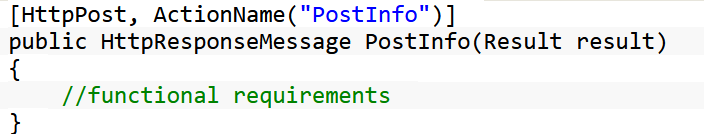 [HttpPost, ActionName("PostInfo")]
public HttpResponseMessage PostInfo(Result result)
{
    //functional requirements
}